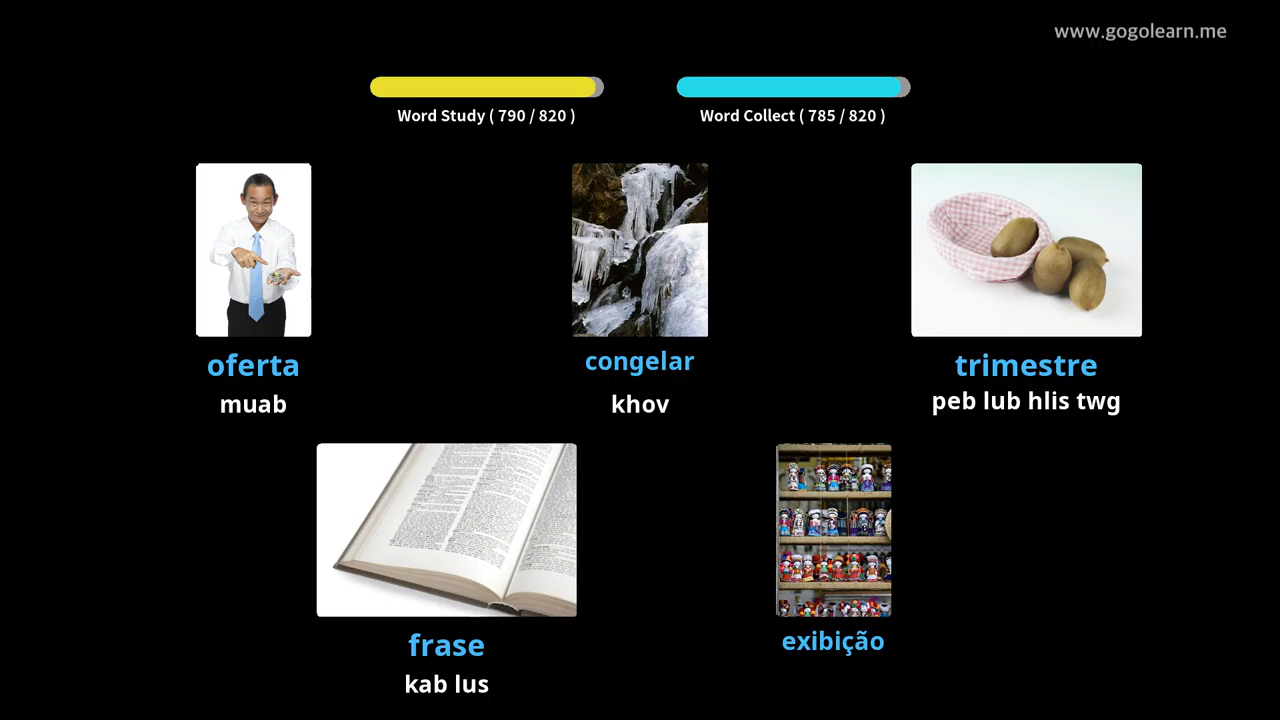 www.gogolearn.me
Word Study ( 790 / 820 )
Word Collect ( 785 / 820 )
oferta
muab
congelar
khov
trimestre
peb lub hlis twg
frase
kab lus
exibição